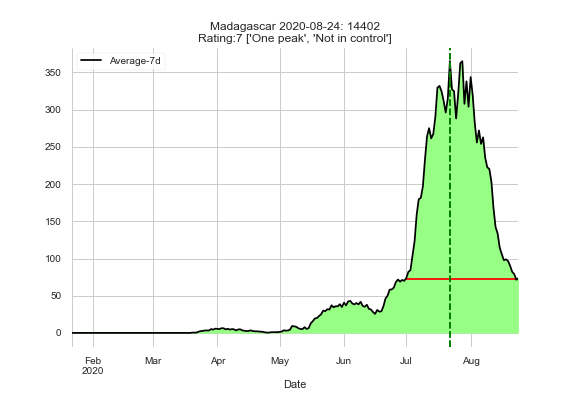 Madagascar 2020-08-24: 14402
Rating:7 ['One peak', 'Not in control']
Average-7d
350
300
250
200
150
100
50
0
Feb Mar Apr May Jun Jul Aug
2020
Date